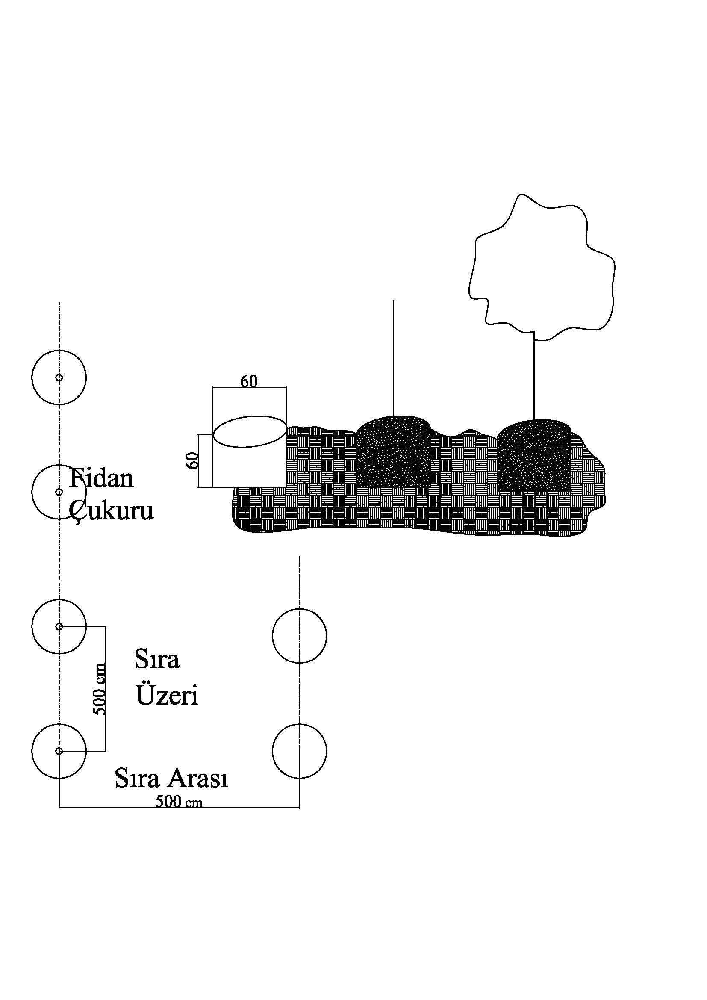 60
60
Fidan
Çukuru
Sıra
Üzeri
500 cm
Sıra Arası
500 cm